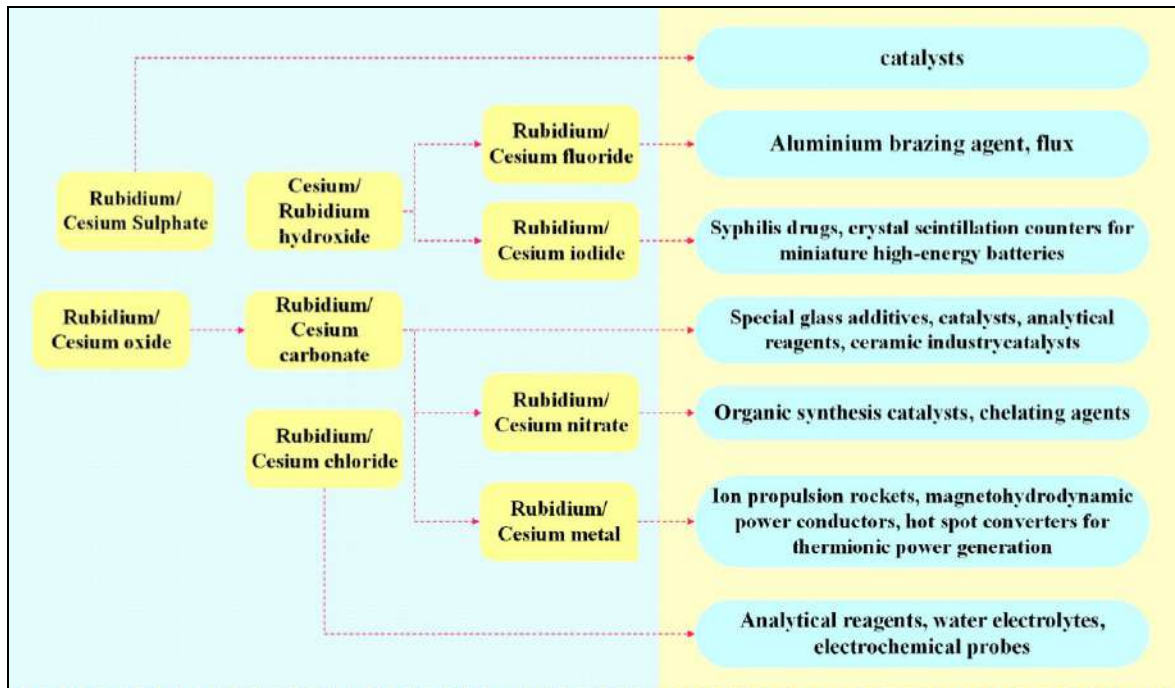 catalysts
Rubidium/
Cesium fluoride
Aluminium brazing agent, flux
Rubidium/
Cesium Sulphate
Cesium/
Rubidium
hydroxide
Rubidium/
Cesium iodide
Syphilis drugs, crystal scintillation counters for
miniature high-energy batteries
Rubidium/
Cesium oxide
Rubidium/
Cesium
carbonate
Special glass additives, catalysts, analytical
reagents, ceramic industrycatalysts
Rubidium/
Cesium nitrate
Organic synthesis catalysts, chelating agents
Rubidium/
Cesium chloride
Rubidium/
Cesium metal
Ion propulsion rockets, magnetohydrodynamic
power conductors, hot spot converters for
thermionic power generation
Analytical reagents, water electrolytes,
electrochemical probes